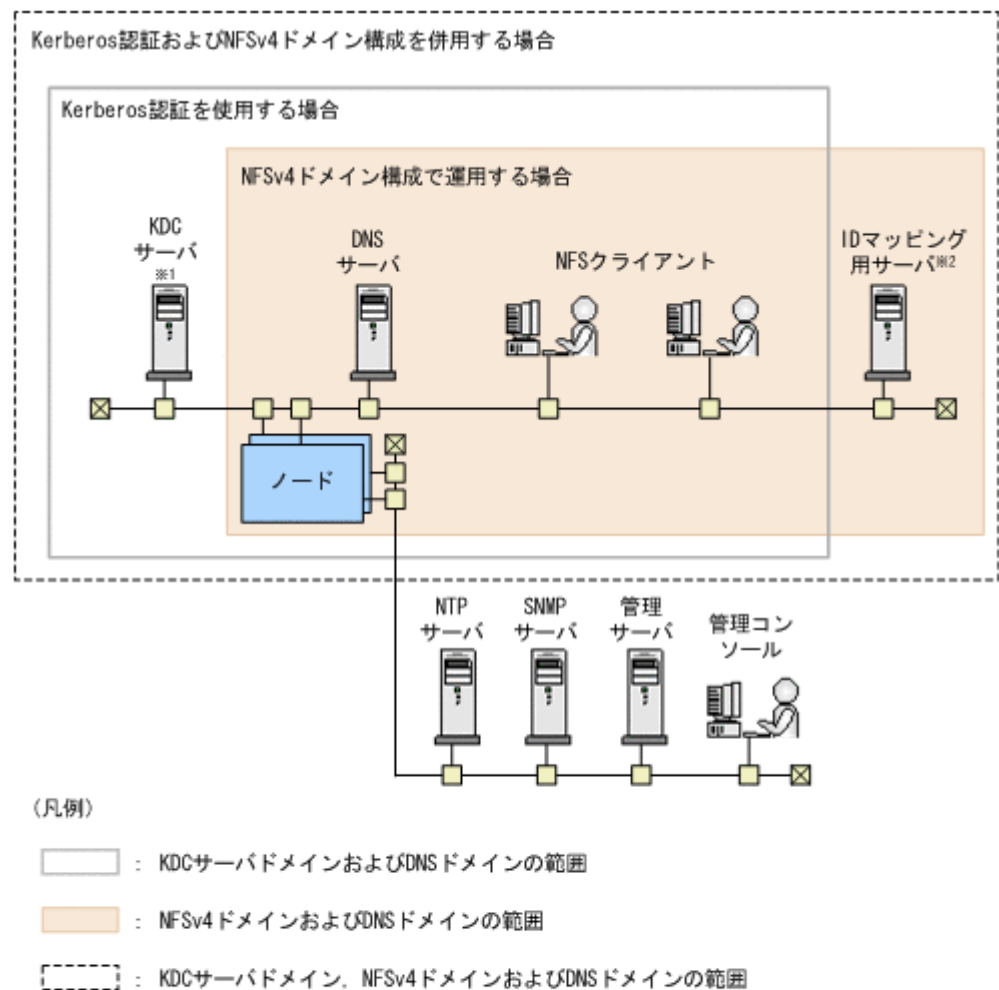 Kerberos認証およびNFSv4ドメイン構成を併用する場合
Kerberos認証を使用する場合
NFSv4ドメイン構成で運用する場合
KDC
サーバ
※1
DNS
サーバ
NFSクライアント
IDマッピング
用サーバ※2
ノード
NTP
サーバ
SNMP
サーバ
管理
サーバ
管理コン
ソール
(凡例)
： KDCサーバドメインおよびDNSドメインの範囲
： NFSv4ドメインおよびDNSドメインの範囲
： KDCサーバドメイン，NFSv4ドメインおよびDNSドメインの範囲